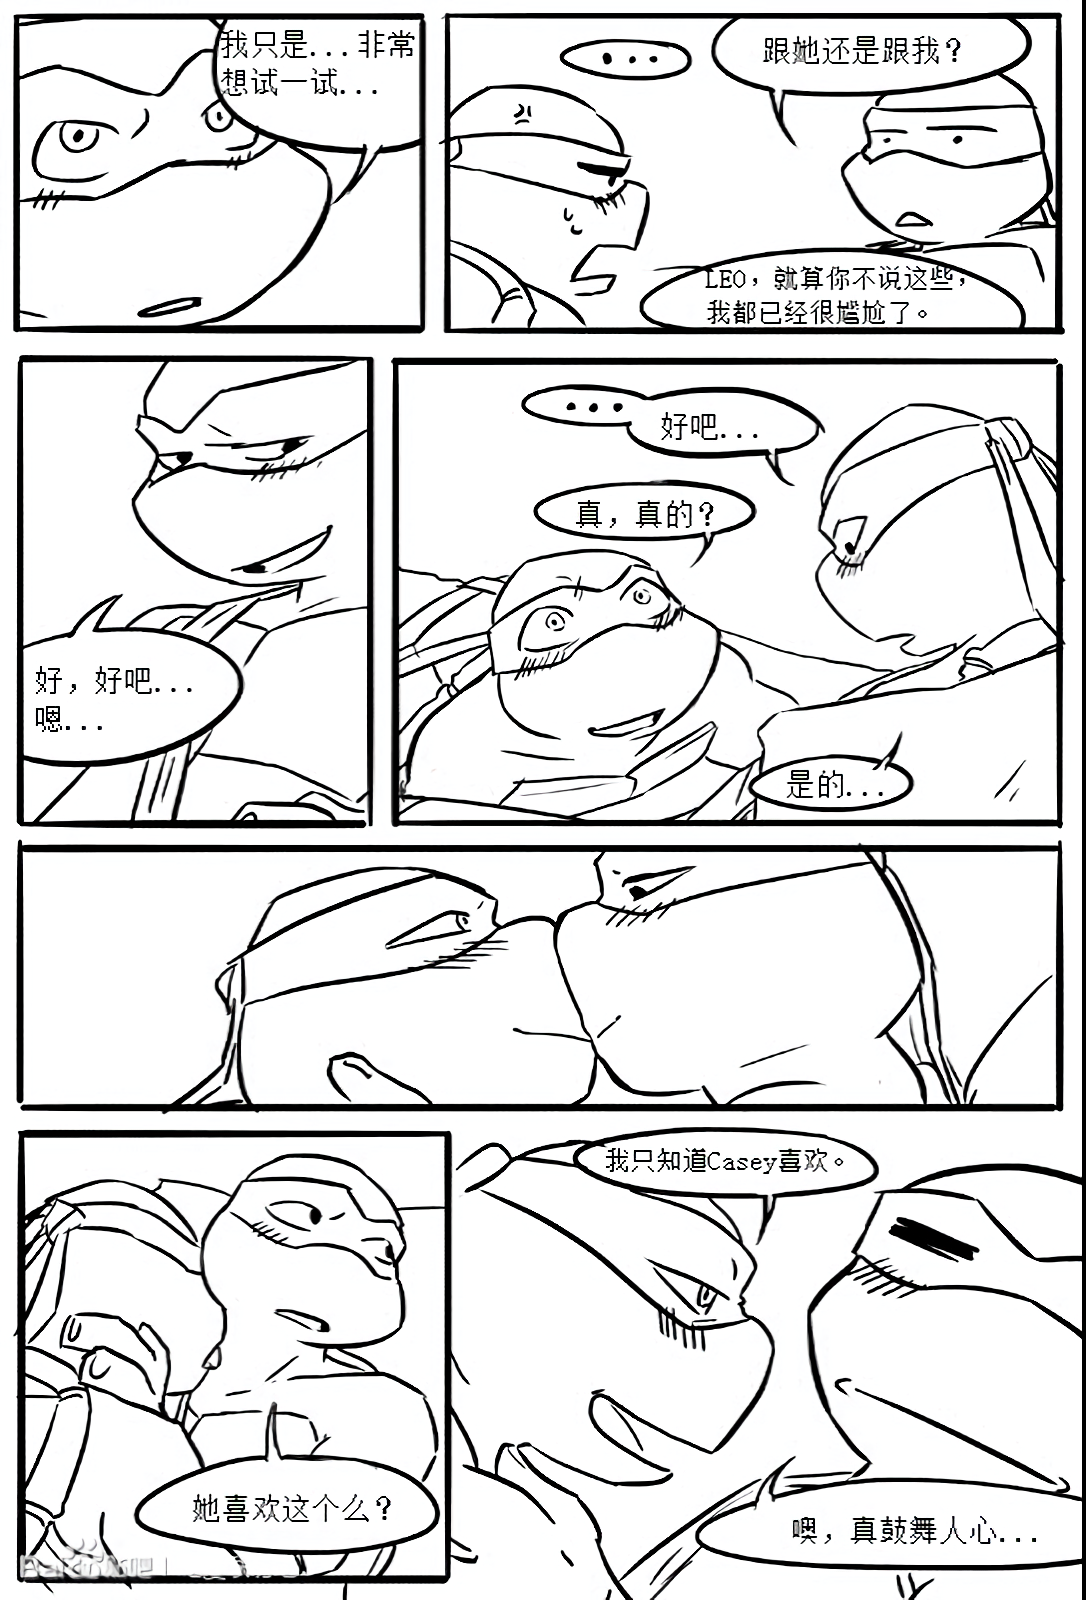 我只是...非常
想试一试...
...
跟她还是跟我?
LEO,就算你不说这些,
我都已经很尴尬了。
好,好吧...
嗯...
...
好吧...
真,真的?
是的...
她喜欢这个么?
我只知道Casey喜欢。
噢,真鼓舞人心...